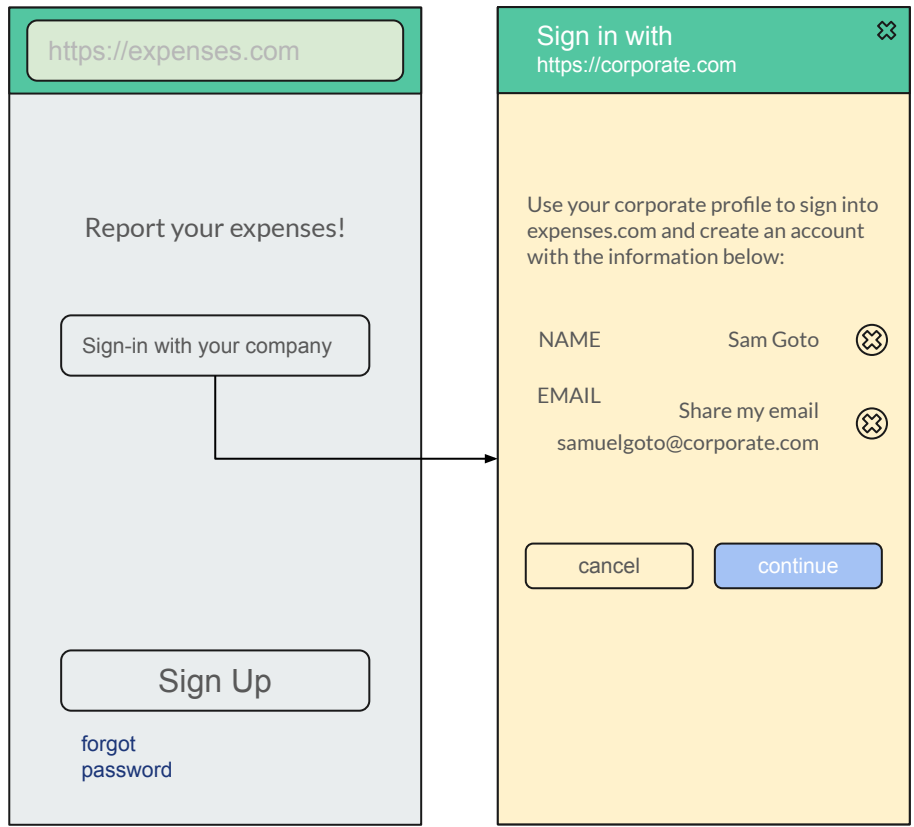 https://expenses.com
Report your expenses!
Sign-in with your company
Sign Up
forgot
password
Sign in with
https://corporate.com
Use your corporate profile to sign into
expenses.com and create an account
with the information below:
NAME Sam Goto
EMAIL
Share my email
samuelgoto@corporate.com
cancel continue